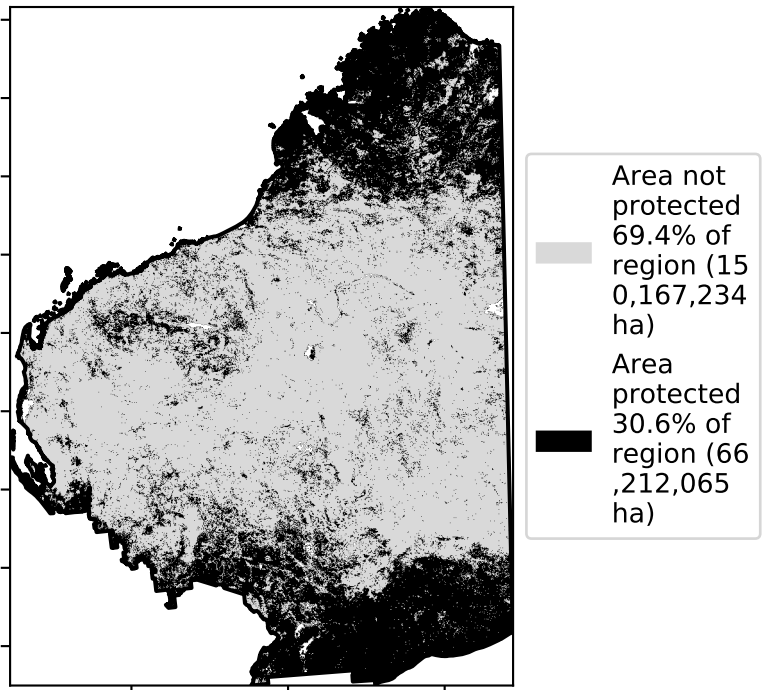 Area not
protected
69.4% of
region (15
0,167,234
ha)
Area
protected
30.6% of
region (66
,212,065
ha)